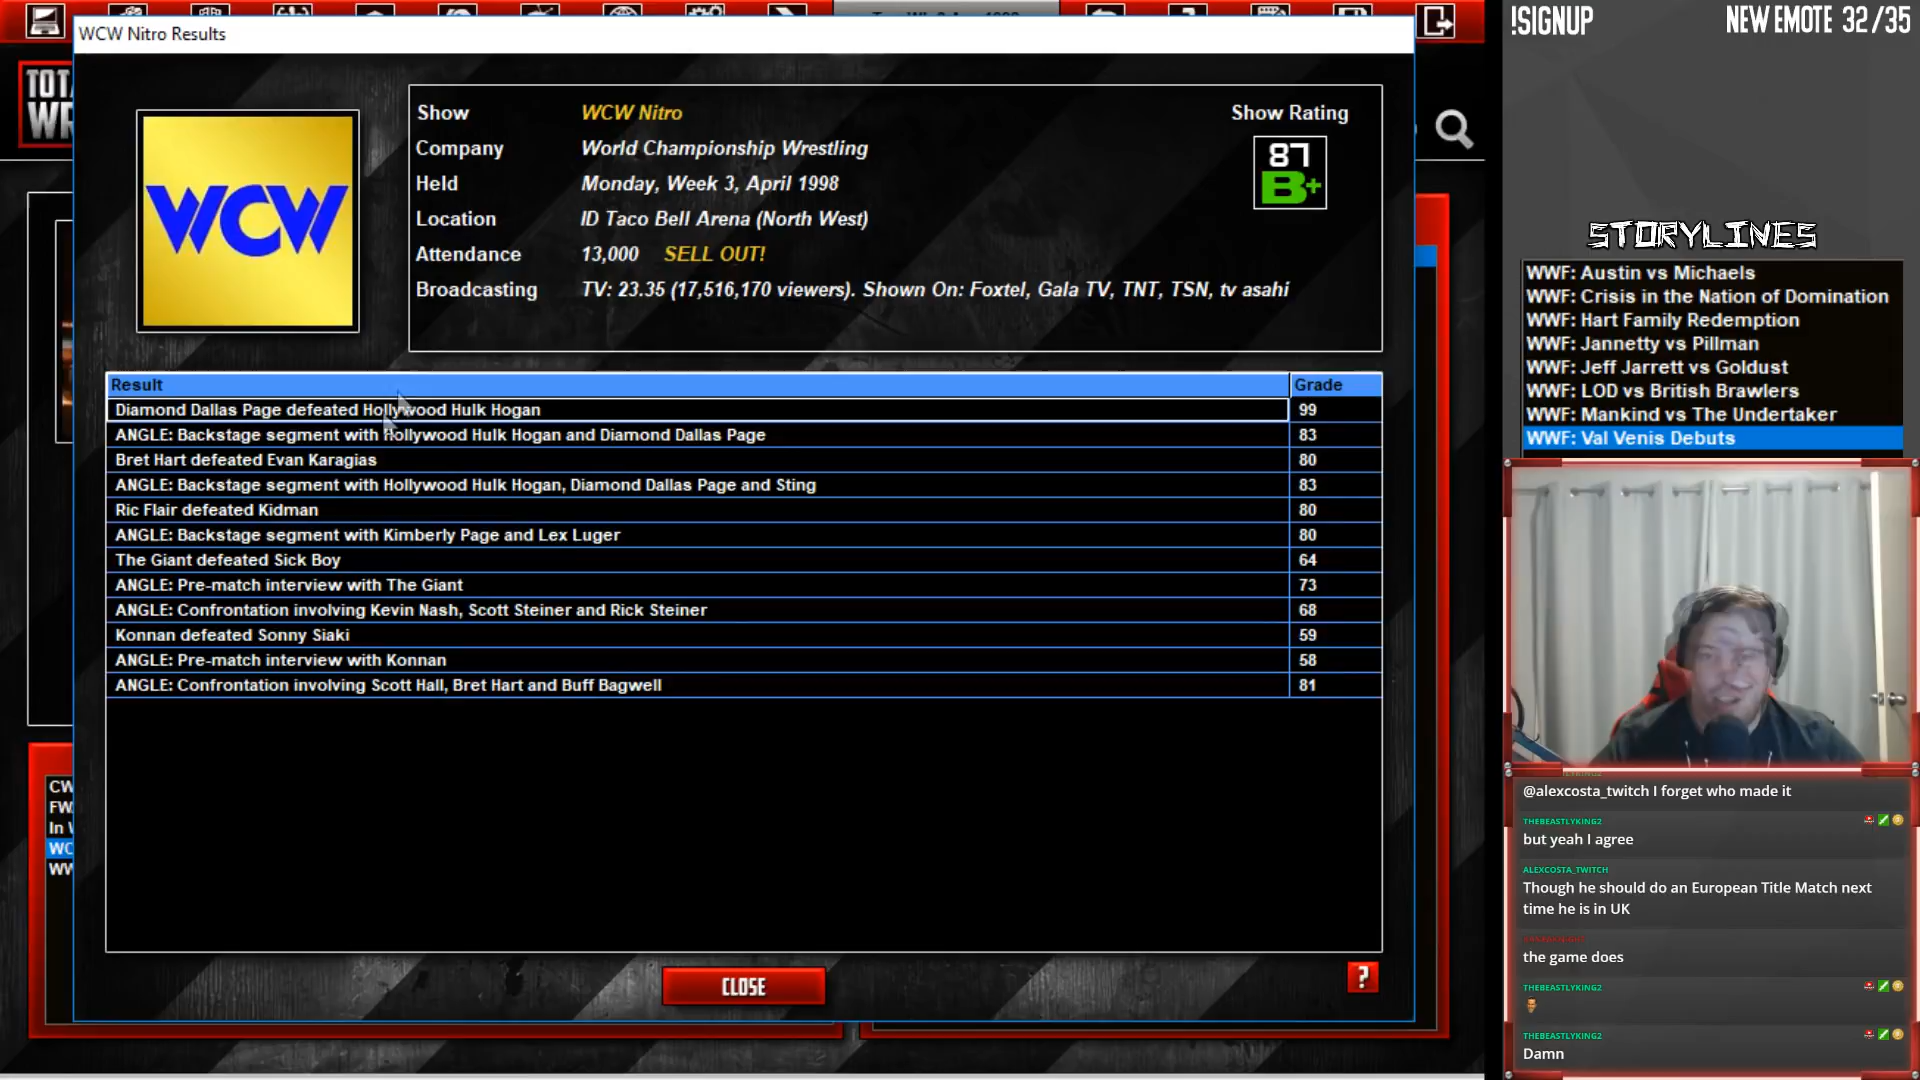 WCW Nitro Results
!SIGNUP
NEW EMOTE 32/35
WCW
Show WCW Nitro
Company World Championship Wrestling
Held Monday, Week 3, April 1998
Location ID Taco Bell Arena (North West)
Attendance 13,000 SELL OUT!
Broadcasting TV: 23.35 (17,516,170 viewers). Shown On: Foxtel, Gala TV, TNT, TSN, tv asahi
Show Rating
87
B+
Result Grade
Diamond Dallas Page defeated Hollywood Hulk Hogan 99
ANGLE: Backstage segment with Hollywood Hulk Hogan and Diamond Dallas Page 83
Bret Hart defeated Evan Karagias 80
ANGLE: Backstage segment with Hollywood Hulk Hogan, Diamond Dallas Page and Sting 83
Ric Flair defeated Kidman 80
ANGLE: Backstage segment with Kimberly Page and Lex Luger 80
The Giant defeated Sick Boy 64
ANGLE: Pre-match interview with The Giant 73
ANGLE: Confrontation involving Kevin Nash, Scott Steiner and Rick Steiner 68
Konnan defeated Sonny Siaki 59
ANGLE: Pre-match interview with Konnan 58
ANGLE: Confrontation involving Scott Hall, Bret Hart and Buff Bagwell 81
CLOSE
?
TOT
WR
CW
FW
In
WC
WW
STORYLINES
WWF: Austin vs Michaels
WWF: Crisis in the Nation of Domination
WWF: Hart Family Redemption
WWF: Jannetty vs Pillman
WWF: Jeff Jarrett vs Goldust
WWF: LOD vs British Brawlers
WWF: Mankind vs The Undertaker
WWF: Val Venis Debuts
@alexcosta_twitch I forget who made it
THEBEASTLYKING2
but yeah I agree
ALEXCOSTA_TWITCH
Though he should do an European Title Match next
time he is in UK
the game does
THEBEASTLYKING2
THEBEASTLYKING2
Damn